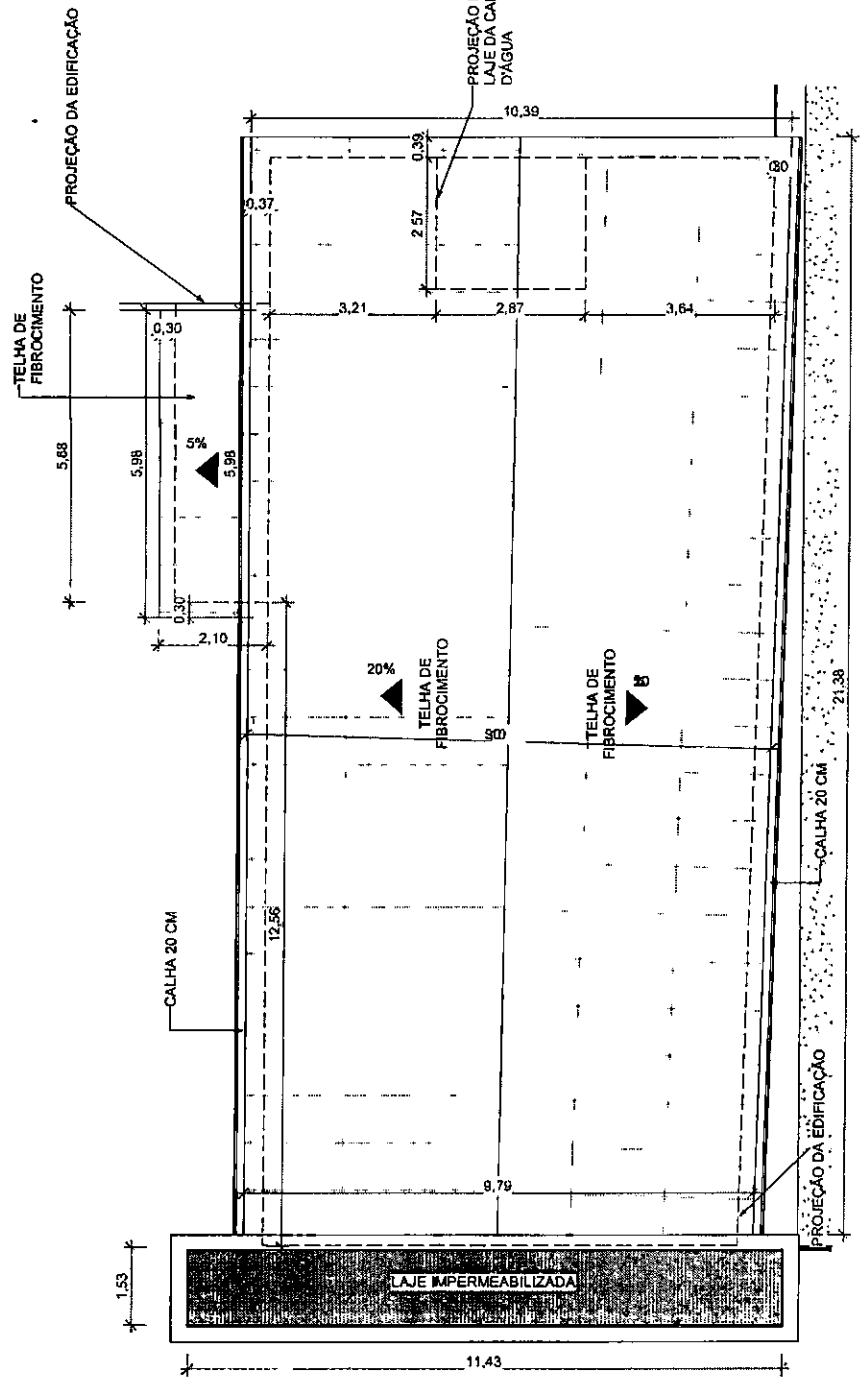 PROJEÇÃO DA EDIFICAÇÃO
PROJEÇÃO
LAJE DA
D'ÁGUA
TELHA DE
FIBROCIMENTO
10,39
0,39
2 57
0,37
0,30
3,21
2,87
3,64
5,88
5,98
5%
5,98
0,30
2,10
20%
TELHA DE
FIBROCIMENTO
TELHA DE
FIBROCIMENTO
21,38
CALHA 20 CM
CALHA 20 CM
12,56
9,79
PROJEÇÃO DA EDIFICAÇÃO
1,53
LAJE IMPERMEABILIZADA
11,43